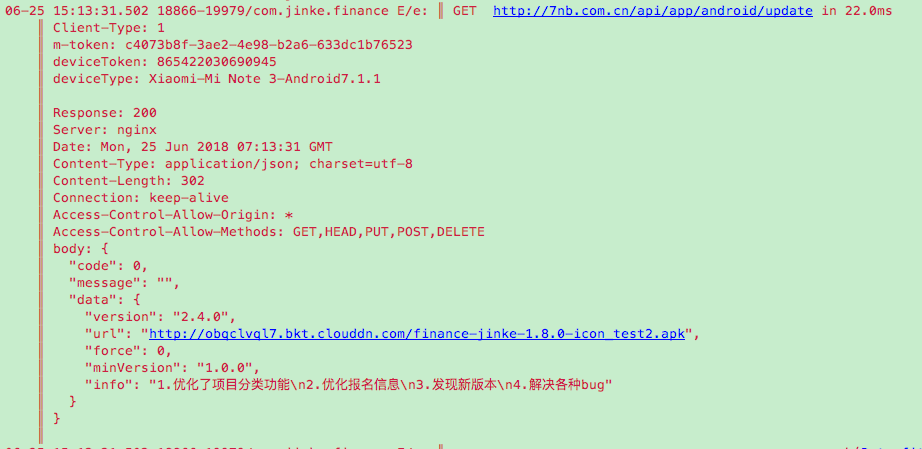 06-25 15:13:31.502 18866-19979/com.jinke.finance E/e: ║ GET  http://7nb.com.cn/api/app/android/update in 22.0ms
║ Client-Type: 1
║ m-token: c4073b8f-3ae2-4e98-b2a6-633dc1b76523
║ deviceToken: 865422030690945
║ deviceType: Xiaomi-Mi Note 3-Android7.1.1
║ Response: 200
║ Server: nginx
║ Date: Mon, 25 Jun 2018 07:13:31 GMT
║ Content-Type: application/json; charset=utf-8
║ Content-Length: 302
║ Connection: keep-alive
║ Access-Control-Allow-Origin: *
║ Access-Control-Allow-Methods: GET,HEAD,PUT,POST,DELETE
║ body: {
║   "code": 0,
║   "message": "",
║   "data": {
║     "version": "2.4.0",
║     "url": "http://obqclvql7.bkt.clouddn.com/finance-jinke-1.8.0-icon_test2.apk",
║     "force": 0,
║     "minVersion": "1.0.0",
║     "info": "1.优化了项目分类功能\n2.优化报名信息\n3.发现新版本\n4.解决各种bug"
║   }
║ }